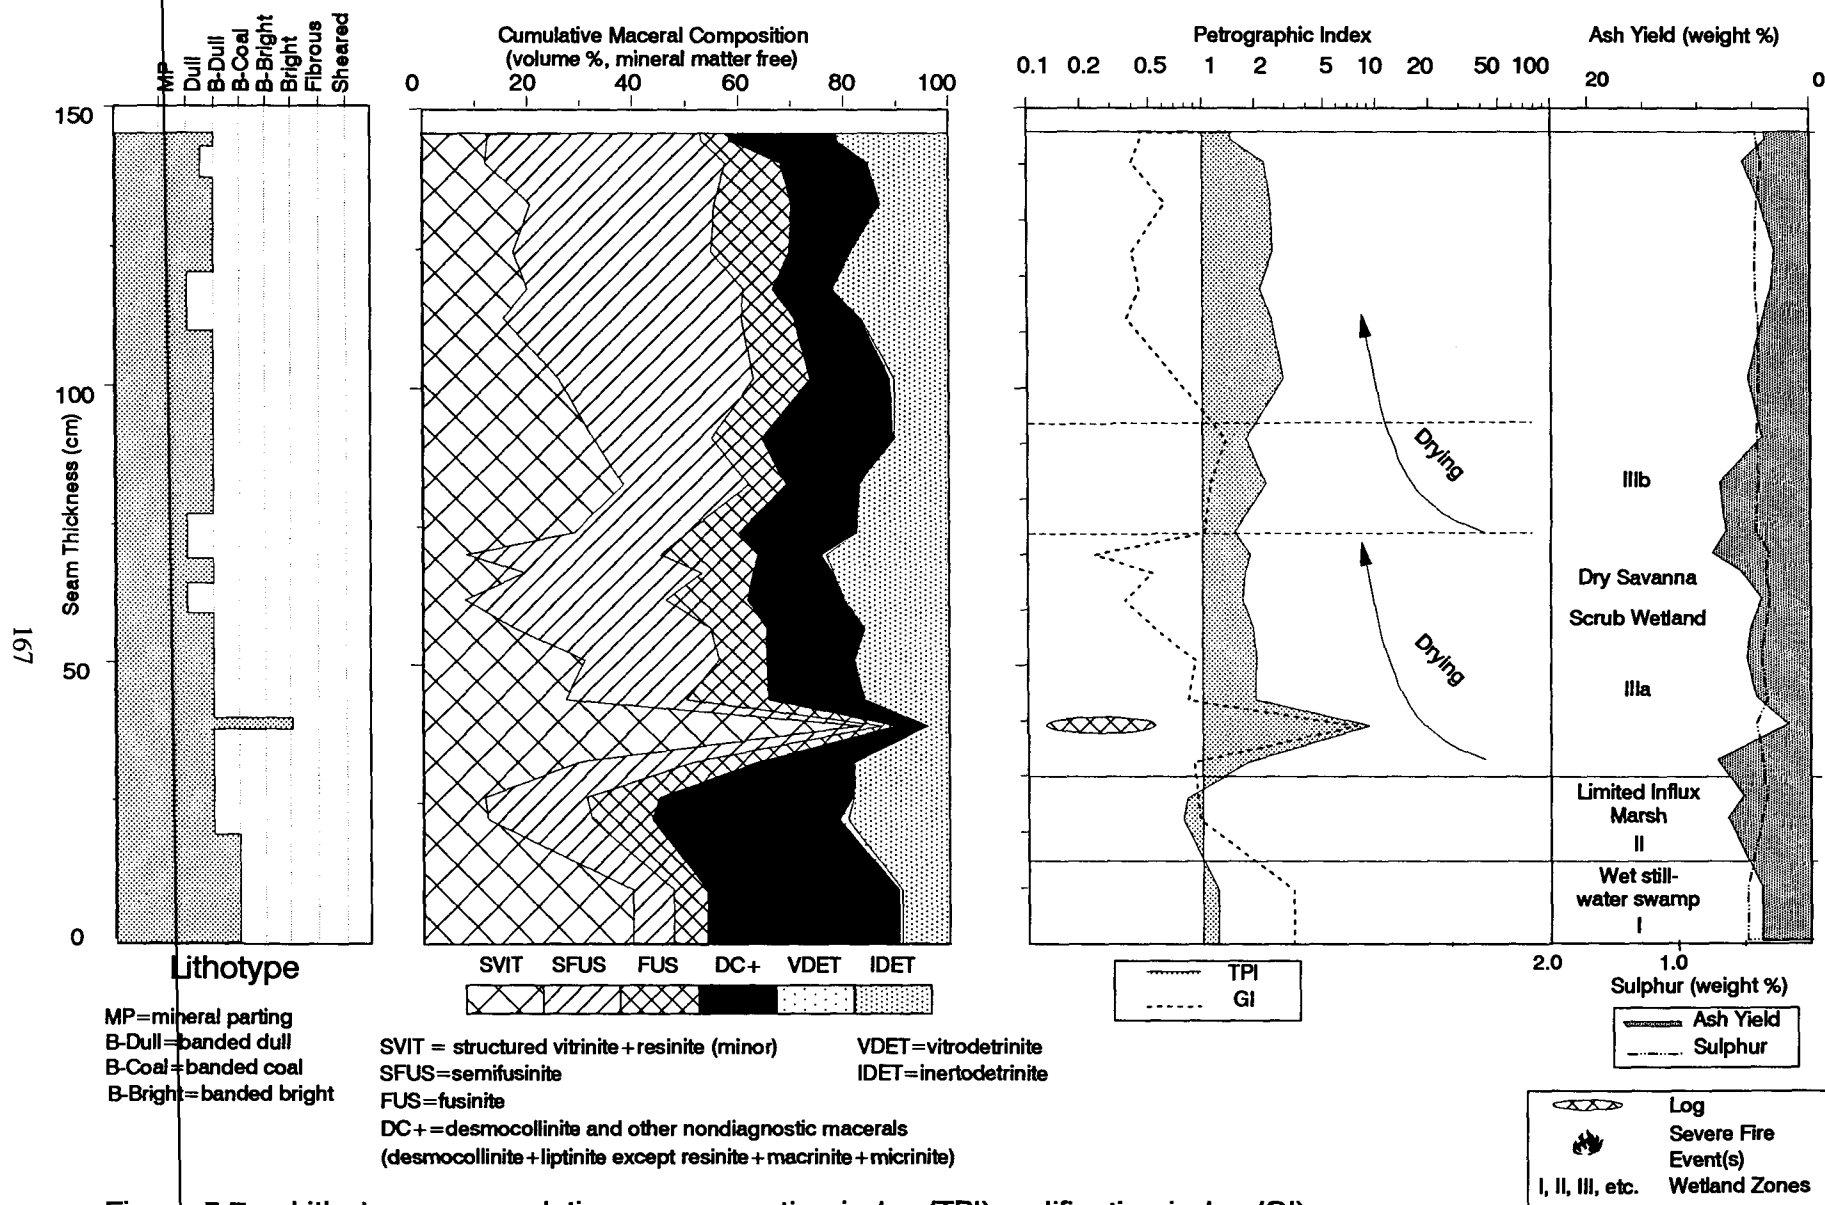 MP
Dull
B-Dull
B-Coal
B-Bright
Bright
Fibrous
Sheared
150
100
50
0
Seam Thickness (cm)
167
Lithotype
MP=mineral parting
B-Dull=banded dull
B-Coal=banded coal
B-Bright=banded bright
Cumulative Maceral Composition
(volume %, mineral matter free)
0 20 40 60 80 100
SVIT SFUS FUS DC+ VDET IDET
SVIT = structured vitrinite+resinite (minor)
SFUS=semifusinite
FUS=fusinite
DC+=desmocollinite and other nondiagnostic macerals
(desmocollinite+liptinite except resinite+macrinite+micrinite)
VDET=vitrodetrinite
IDET=inertodetrinite
Petrographic Index
0.1 0.2 0.5 1 2 5 10 20 50 100
Drying
Drying
TPI
GI
Ash Yield (weight %)
20 0
IIIb
Dry Savanna
Scrub Wetland
IIIa
Limited Influx
Marsh
II
Wet still-
water swamp
I
2.0 1.0
Sulphur (weight %)
Ash Yield
Sulphur
Log
Severe Fire
Event(s)
I, II, III, etc. Wetland Zones